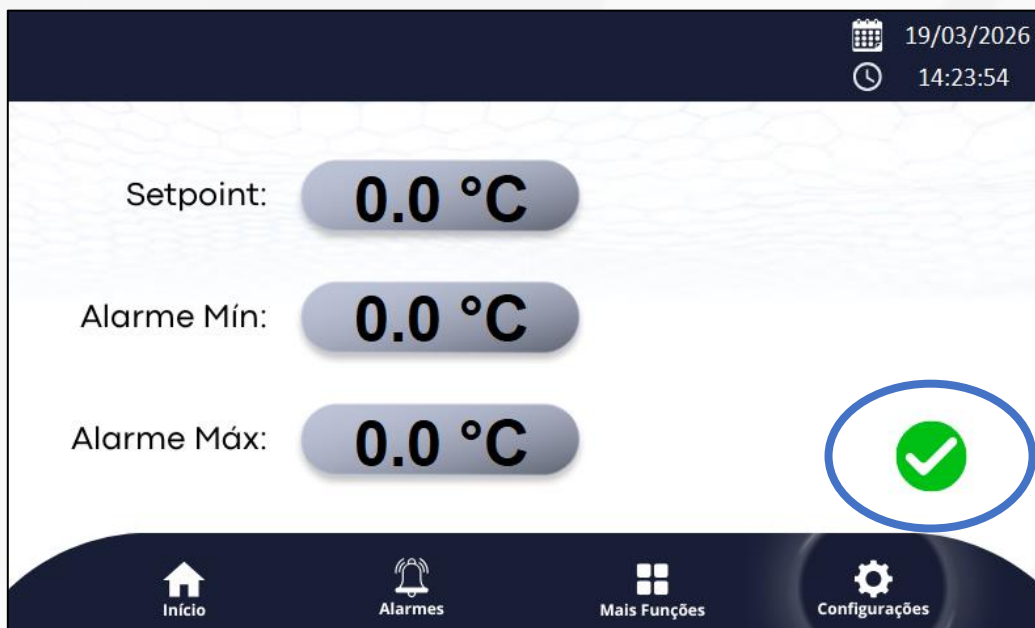 19/03/2026
14:23:54
Setpoint: 0.0 °C
Alarme Mín: 0.0 °C
Alarme Máx: 0.0 °C
Início Alarmes Mais Funções Configurações